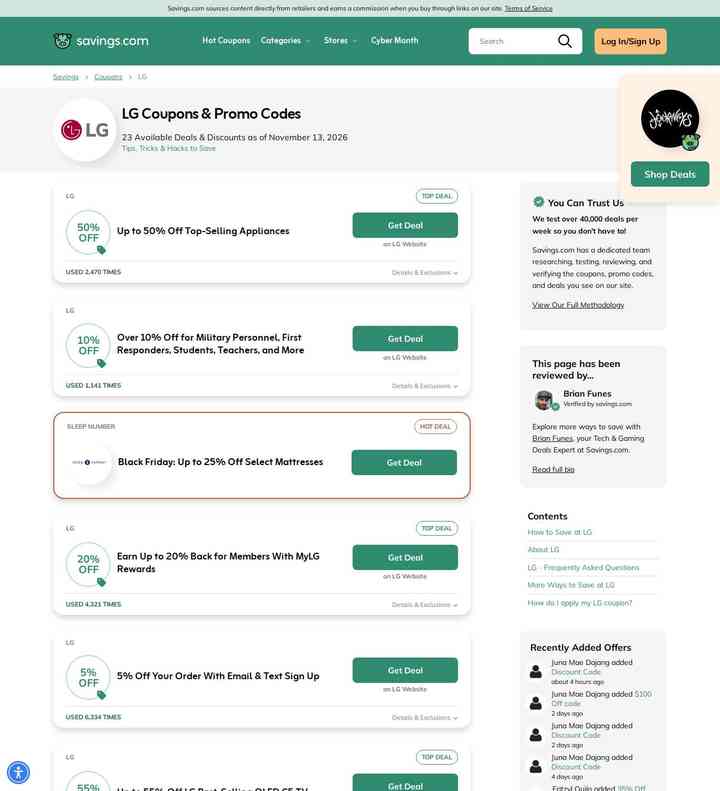 Savings.com sources content directly from retailers and earns a commission when you buy through links on our site. Terms of Service
savings.com
Hot Coupons
Categories
Stores
Cyber Month
Search
Log In/Sign Up
Savings > Coupons > LG
LG
LG Coupons & Promo Codes
23 Available Deals & Discounts as of November 13, 2026
Tips, Tricks & Hacks to Save
JOURNEYS
Shop Deals
LG
TOP DEAL
50% OFF
Up to 50% Off Top-Selling Appliances
Get Deal
on LG Website
USED 2,470 TIMES
Details & Exclusions
LG
10% OFF
Over 10% Off for Military Personnel, First
Responders, Students, Teachers, and More
Get Deal
on LG Website
USED 1,141 TIMES
Details & Exclusions
SLEEP NUMBER
HOT DEAL
Black Friday: Up to 25% Off Select Mattresses
Get Deal
LG
TOP DEAL
20% OFF
Earn Up to 20% Back for Members With MyLG
Rewards
Get Deal
on LG Website
USED 4,321 TIMES
Details & Exclusions
LG
5% OFF
5% Off Your Order With Email & Text Sign Up
Get Deal
on LG Website
USED 6,334 TIMES
Details & Exclusions
LG
TOP DEAL
55%
Get Deal
You Can Trust Us
We test over 40,000 deals per
week so you don't have to!
Savings.com has a dedicated team
researching, testing, reviewing, and
verifying the coupons, promo codes,
and deals you see on our site.
View Our Full Methodology
This page has been
reviewed by...
Brian Funes
Verified by savings.com
Explore more ways to save with
Brian Funes, your Tech & Gaming
Deals Expert at Savings.com.
Read full bio
Contents
How to Save at LG
About LG
LG - Frequently Asked Questions
More Ways to Save at LG
How do I apply my LG coupon?
Recently Added Offers
Juna Mae Dajang added
Discount Code
about 4 hours ago
Juna Mae Dajang added $100
Off code
2 days ago
Juna Mae Dajang added
Discount Code
2 days ago
Juna Mae Dajang added
Discount Code
4 days ago